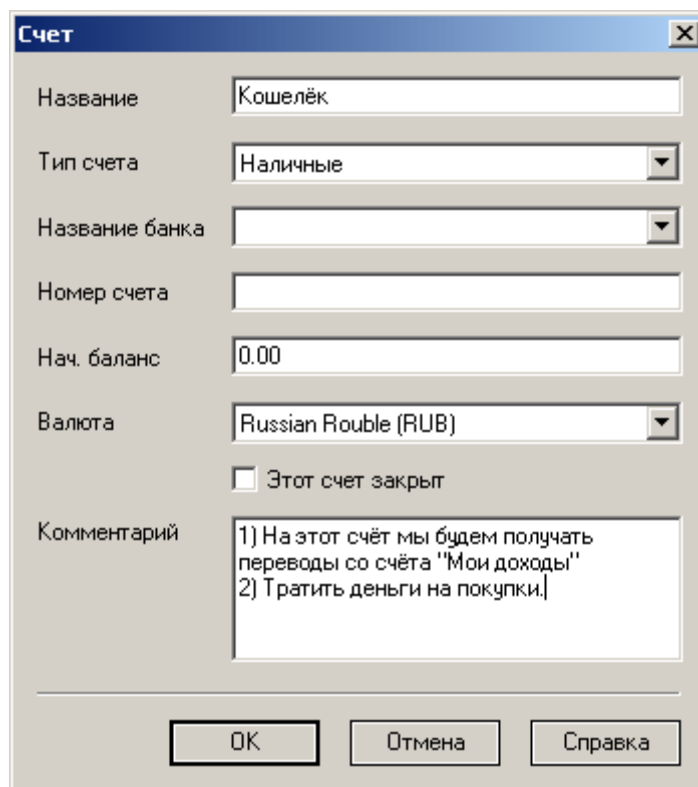 Счет
Название
Кошелёк
Тип счета
Наличные
Название банка
Номер счета
Нач. баланс
0.00
Валюта
Russian Rouble (RUB)
Этот счет закрыт
Комментарий
1) На этот счёт мы будем получать
переводы со счёта "Мои доходы"
2) Тратить деньги на покупки.
OK
Отмена
Справка